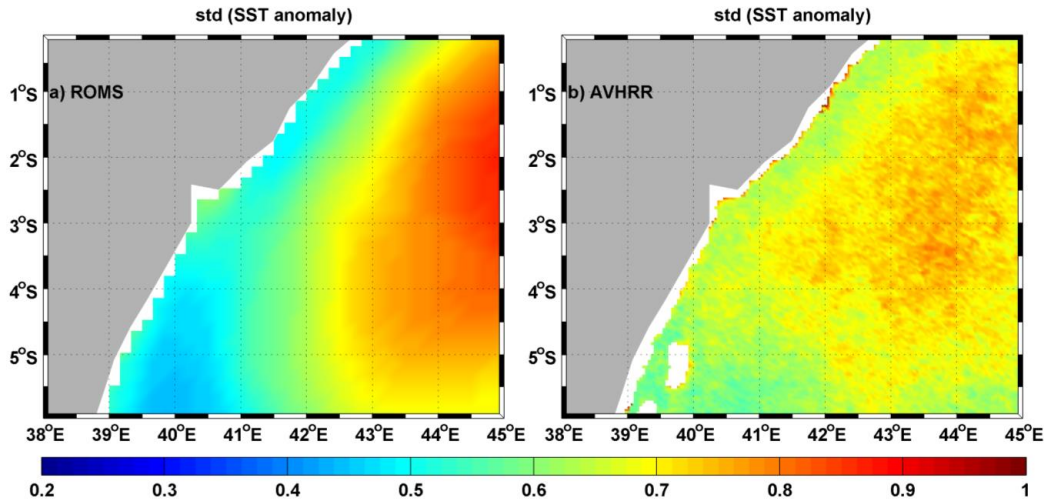 std (SST anomaly)
std (SST anomaly)
a) ROMS
b) AVHRR
1°S
2°S
3°S
4°S
5°S
1°S
2°S
3°S
4°S
5°S
38°E 39°E 40°E 41°E 42°E 43°E 44°E 45°E
38°E 39°E 40°E 41°E 42°E 43°E 44°E 45°E
0.2 0.3 0.4 0.5 0.6 0.7 0.8 0.9 1